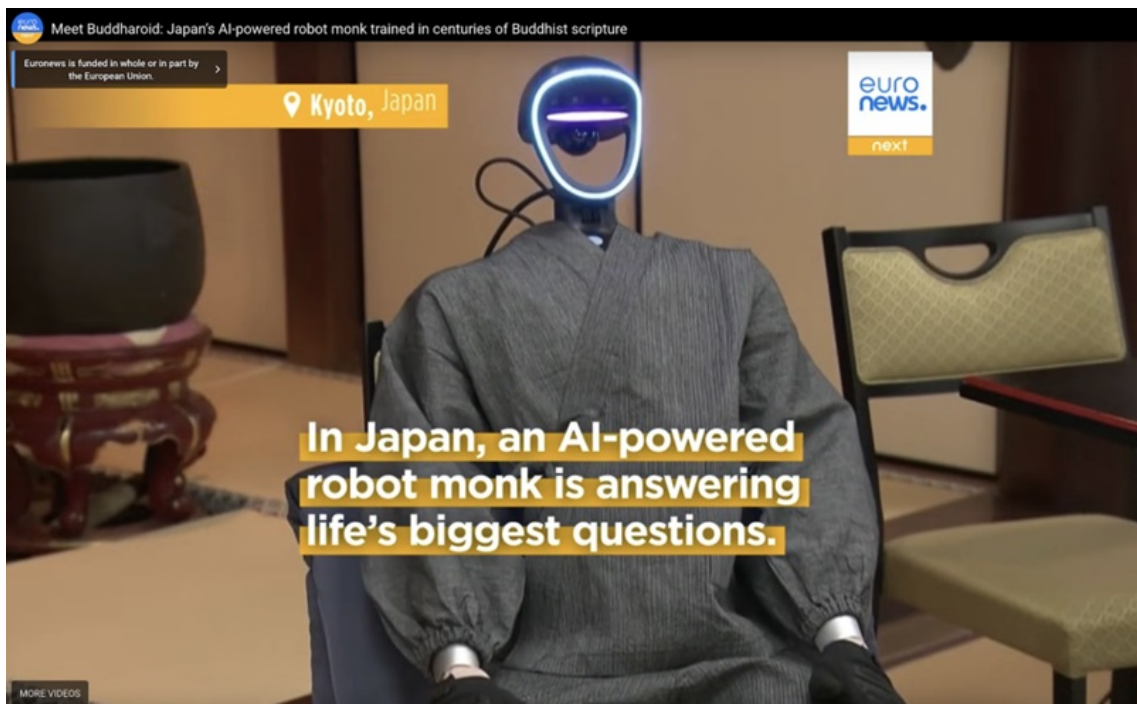 euro
news.
Meet Buddharoid: Japan's AI-powered robot monk trained in centuries of Buddhist scripture
Euronews is funded in whole or in part by
the European Union.
Kyoto, Japan
euro
news.
next
In Japan, an AI-powered
robot monk is answering
life's biggest questions.
MORE VIDEOS